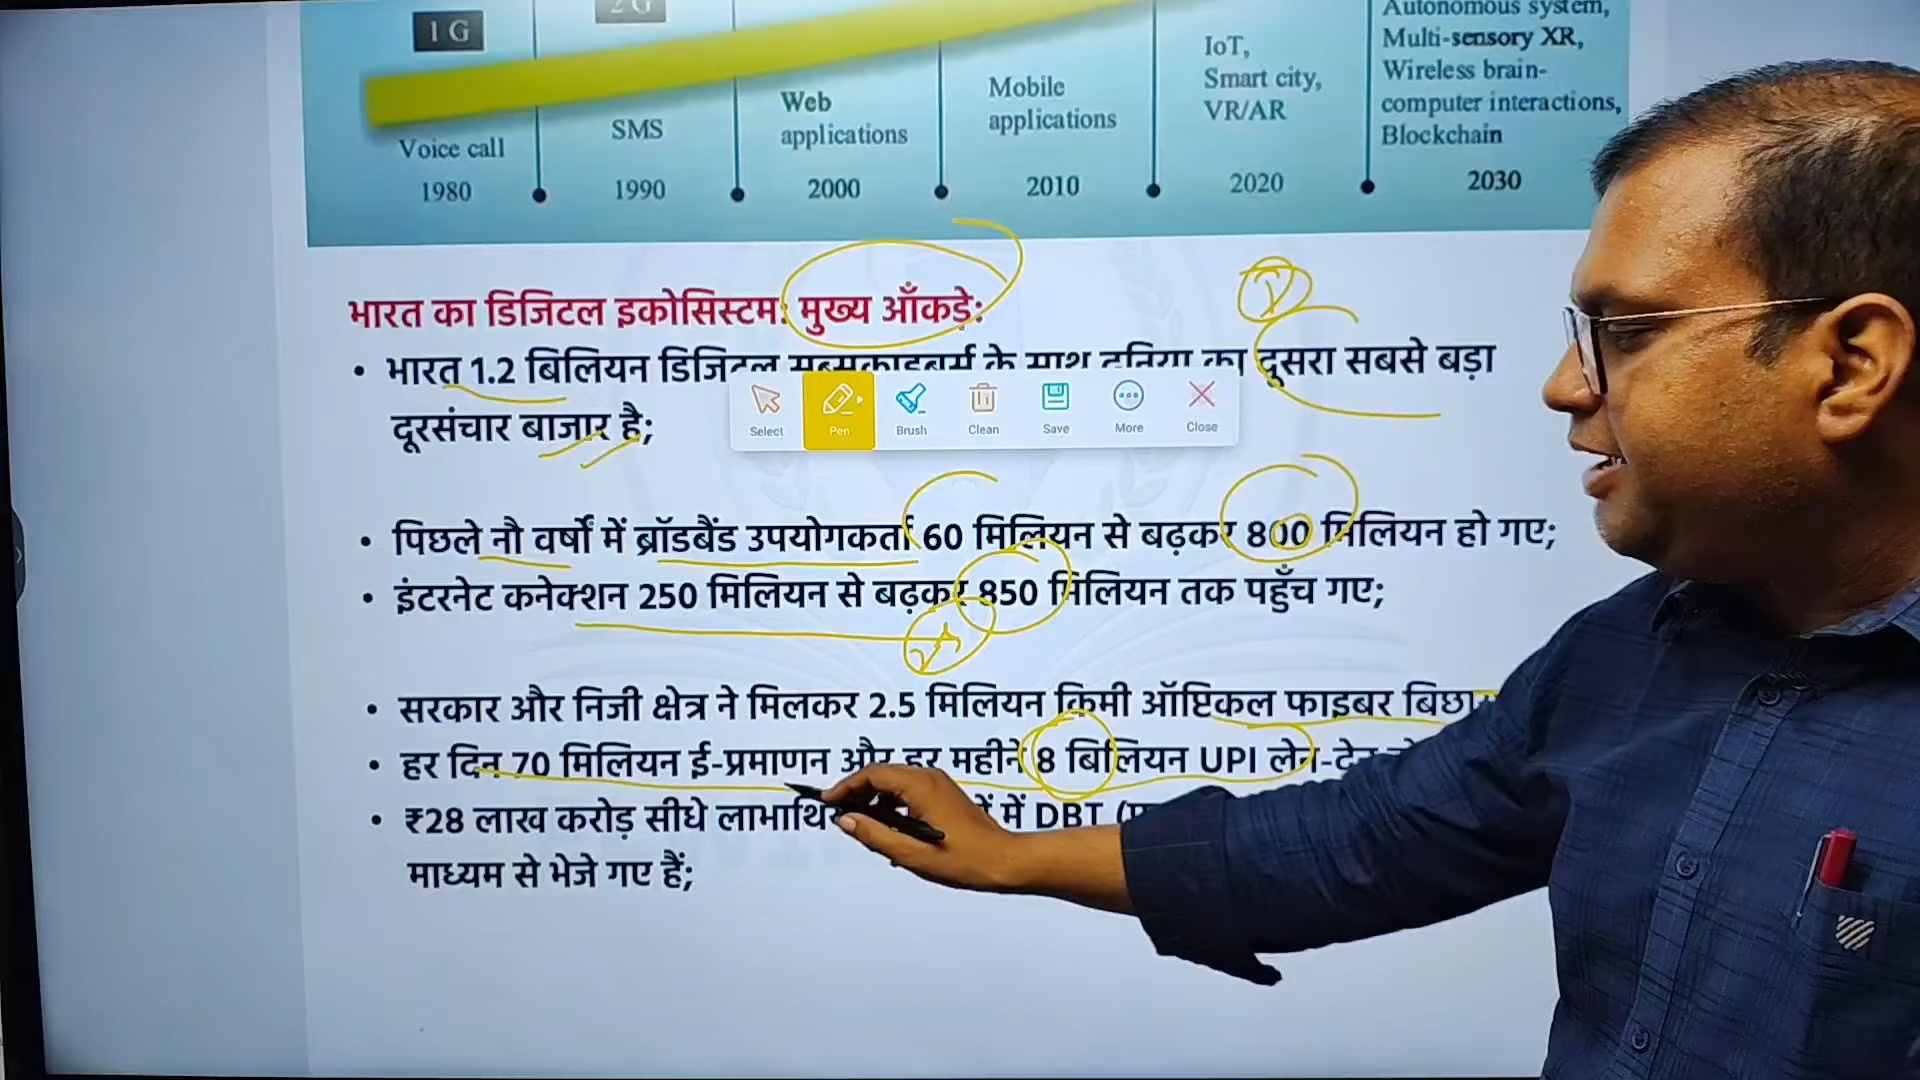 1 G
2 G
Voice call
SMS
Web
applications
Mobile
applications
IoT,
Smart city,
VR/AR
Autonomous system,
Multi-sensory XR,
Wireless brain-
computer interactions,
Blockchain
1980
1990
2000
2010
2020
2030
भारत का डिजिटल इकोसिस्टम: मुख्य आँकड़े:
• भारत 1.2 बिलियन डिजिटल सब्सक्राइबर्स के साथ दुनिया का दूसरा सबसे बड़ा
दूरसंचार बाजार है;
Select
Pen
Brush
Clean
Save
More
Close
• पिछले नौ वर्षों में ब्रॉडबैंड उपयोगकर्ता 60 मिलियन से बढ़कर 800 मिलियन हो गए;
• इंटरनेट कनेक्शन 250 मिलियन से बढ़कर 850 मिलियन तक पहुँच गए;
• सरकार और निजी क्षेत्र ने मिलकर 2.5 मिलियन किमी ऑप्टिकल फाइबर
• हर दिन 70 मिलियन ई-प्रमाणन और हर महीने 8 बिलियन UPI लेन-देन
• ₹28 लाख करोड़ सीधे में DBT
माध्यम से भेजे गए हैं;